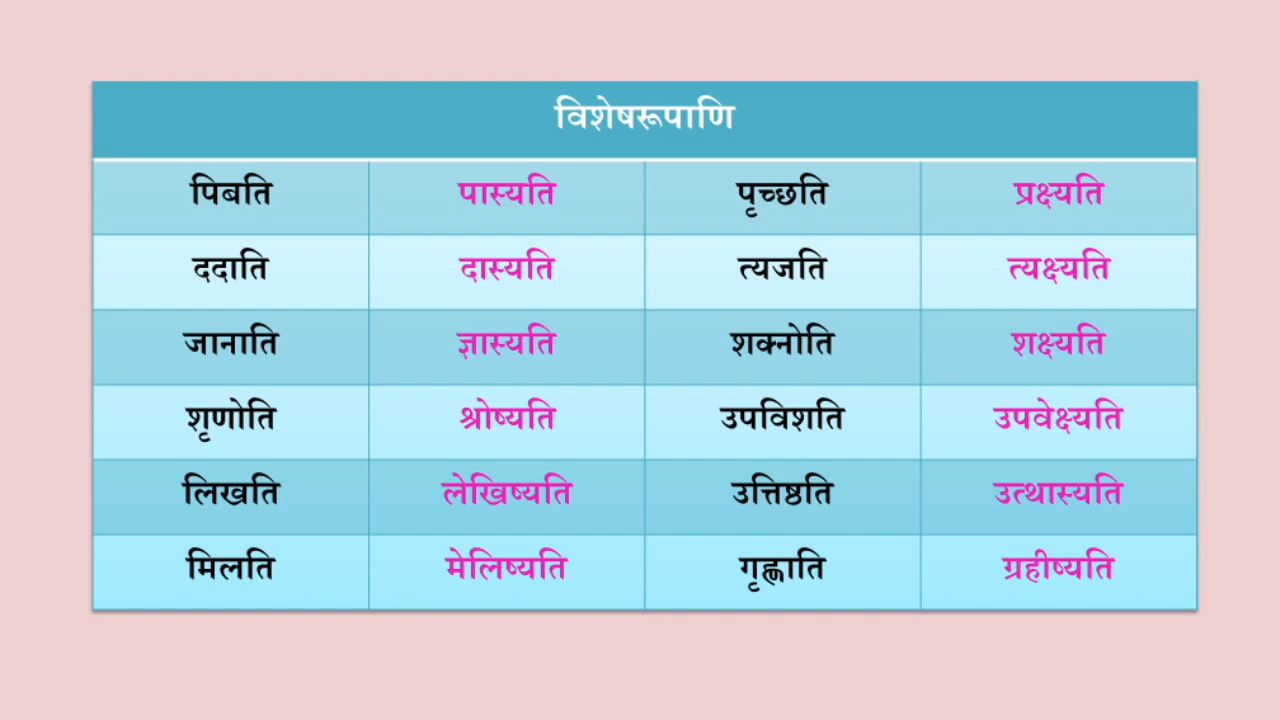 विशेषरूपाणि
पिबति पास्यति पृच्छति प्रक्ष्यति
ददाति दास्यति त्यजति त्यक्ष्यति
जानाति ज्ञास्यति शक्नोति शक्ष्यति
शृणोति श्रोष्यति उपविशति उपवेक्ष्यति
लिखति लेखिष्यति उत्तिष्ठति उत्थास्यति
मिलति मेलिष्यति गृह्णाति ग्रहीष्यति